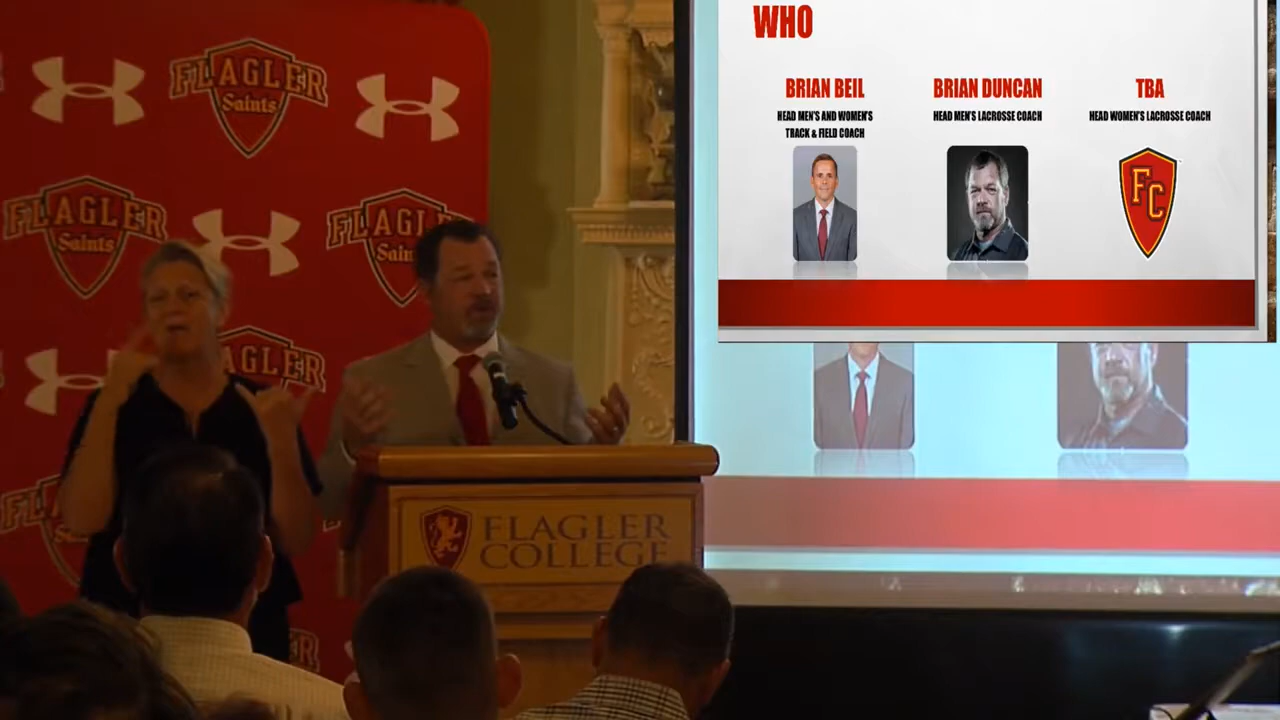 WHO
BRIAN BEIL
HEAD MEN'S AND WOMEN'S
TRACK & FIELD COACH
BRIAN DUNCAN
HEAD MEN'S LACROSSE COACH
TBA
HEAD WOMEN'S LACROSSE COACH
FC
FLAGLER
Saints
FLAGLER
Saints
FLAGLER
Saints
FLAGLER
FLAGLER
COLLEGE